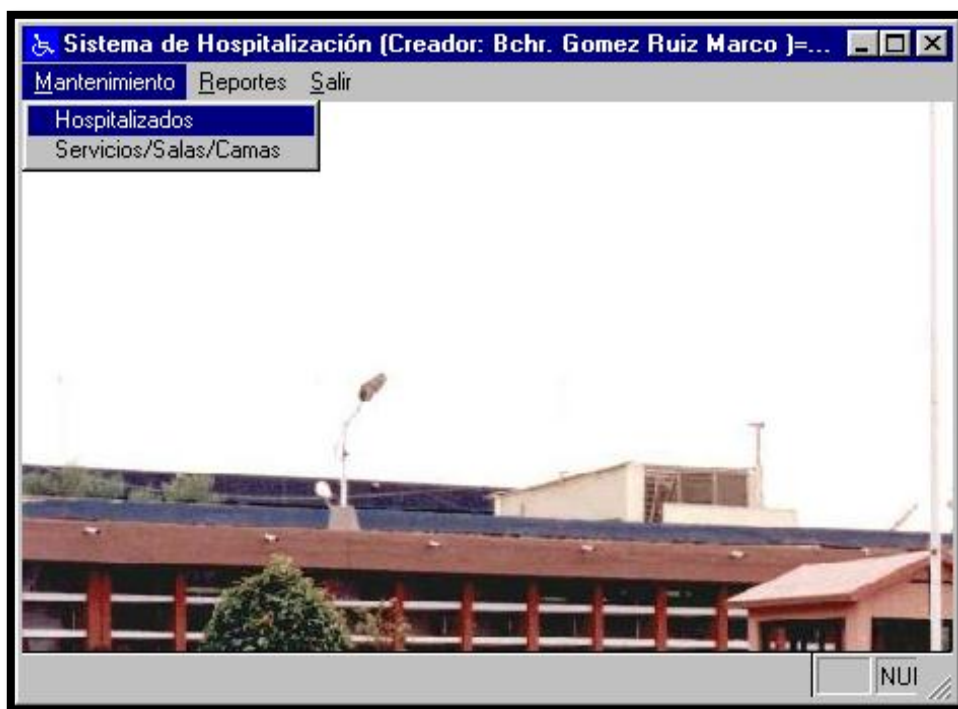 Sistema de Hospitalización (Creador: Bchr. Gomez Ruiz Marco )=...
Mantenimiento Reportes Salir
Hospitalizados
Servicios/Salas/Camas
NUI